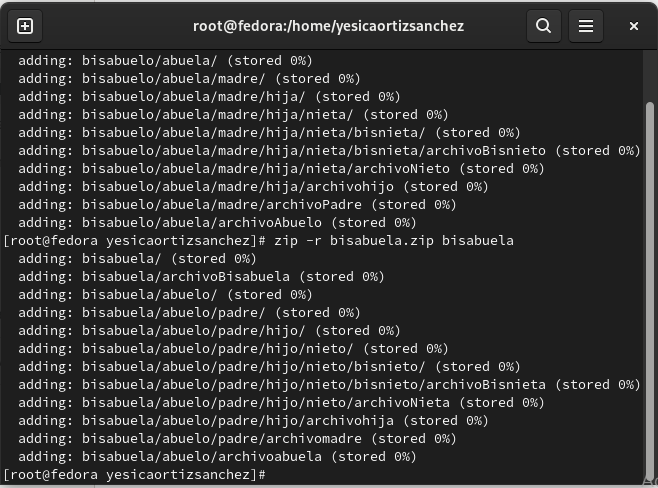 root@fedora:/home/yesicaortizsanchez
adding: bisabuelo/abuela/ (stored 0%)
adding: bisabuelo/abuela/madre/ (stored 0%)
adding: bisabuelo/abuela/madre/hija/ (stored 0%)
adding: bisabuelo/abuela/madre/hija/nieta/ (stored 0%)
adding: bisabuelo/abuela/madre/hija/nieta/bisnieta/ (stored 0%)
adding: bisabuelo/abuela/madre/hija/nieta/bisnieta/archivoBisnieto (stored 0%)
adding: bisabuelo/abuela/madre/hija/nieta/archivoNieto (stored 0%)
adding: bisabuelo/abuela/madre/hija/archivohijo (stored 0%)
adding: bisabuelo/abuela/madre/archivoPadre (stored 0%)
adding: bisabuelo/abuela/archivoAbuelo (stored 0%)
[root@fedora yesicaortizsanchez]# zip -r bisabuela.zip bisabuela
adding: bisabuela/ (stored 0%)
adding: bisabuela/archivoBisabuela (stored 0%)
adding: bisabuela/abuelo/ (stored 0%)
adding: bisabuela/abuelo/padre/ (stored 0%)
adding: bisabuela/abuelo/padre/hijo/ (stored 0%)
adding: bisabuela/abuelo/padre/hijo/nieto/ (stored 0%)
adding: bisabuela/abuelo/padre/hijo/nieto/bisnieto/ (stored 0%)
adding: bisabuela/abuelo/padre/hijo/nieto/bisnieto/archivoBisnieta (stored 0%)
adding: bisabuela/abuelo/padre/hijo/nieto/archivoNieta (stored 0%)
adding: bisabuela/abuelo/padre/hijo/archivohija (stored 0%)
adding: bisabuela/abuelo/padre/archivomadre (stored 0%)
adding: bisabuela/abuelo/archivoabuela (stored 0%)
[root@fedora yesicaortizsanchez]#